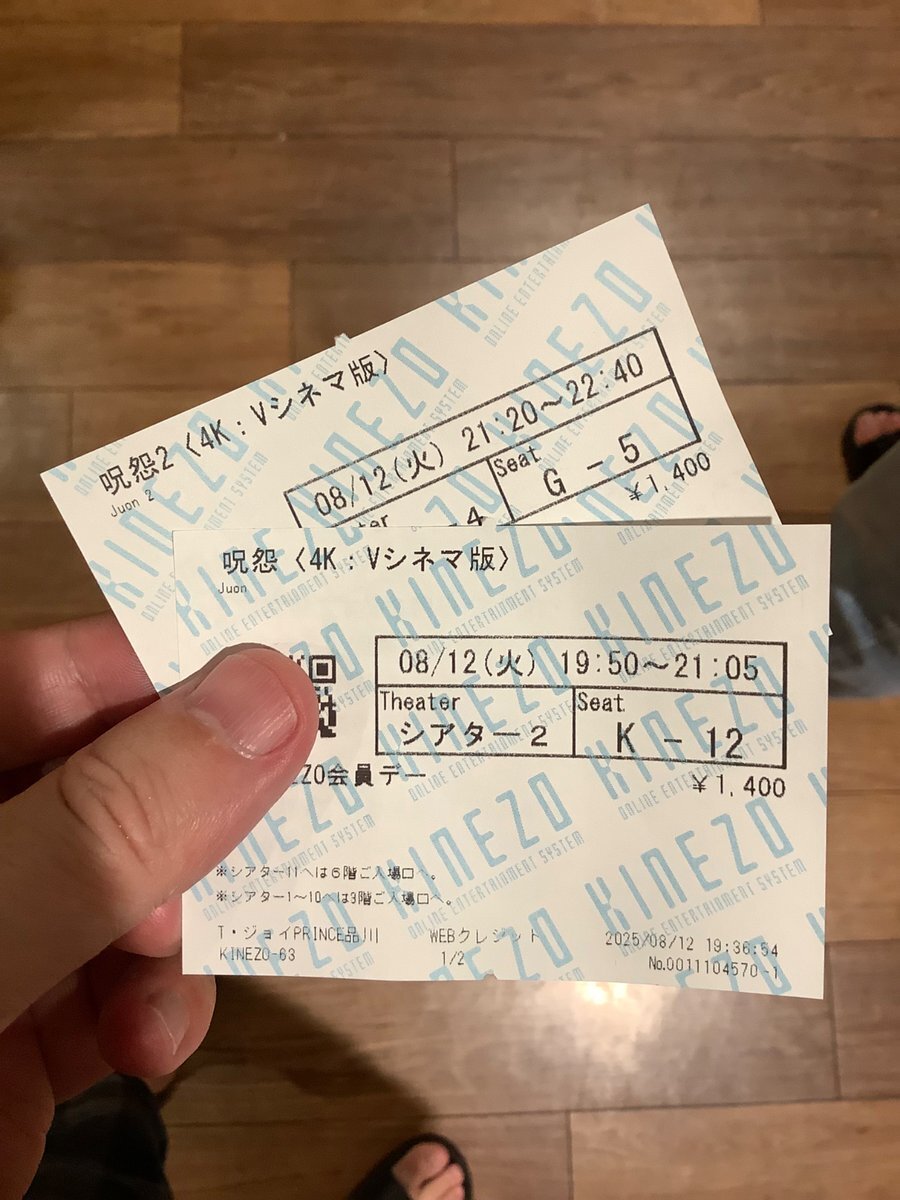 呪怨2〈4K：Vシネマ版〉
Juon 2
08/12(火) 21:20～22:40
Seat
G - 5
¥1,400
呪怨〈4K：Vシネマ版〉
Juon
08/12(火) 19:50～21:05
Theater
シアター2
Seat
K - 12
ZO会員デー
¥1,400
※シアター11へは6階ご入場口へ。
※シアター1～10へは3階ご入場口へ。
T・ジョイPRINCE品川
WEBクレジット
2025/08/12 19:36:54
KINEZO-63
1/2
No.0011104570-1
KINEZO
ONLINE ENTERTAINMENT SYSTEM